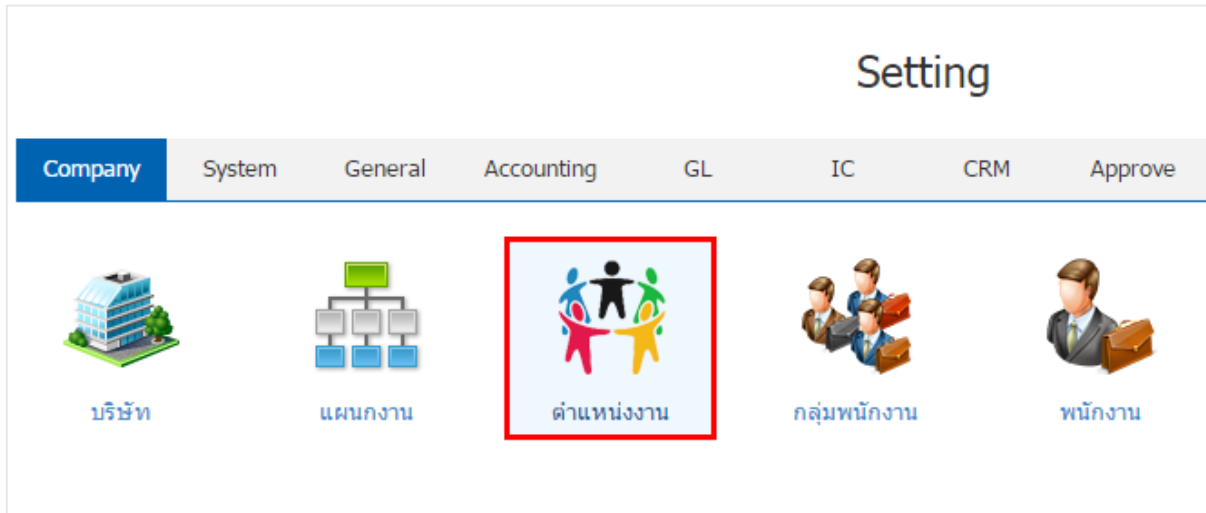 Setting
Company System General Accounting GL IC CRM Approve
บริษัท แผนกงาน ตำแหน่งงาน กลุ่มพนักงาน พนักงาน